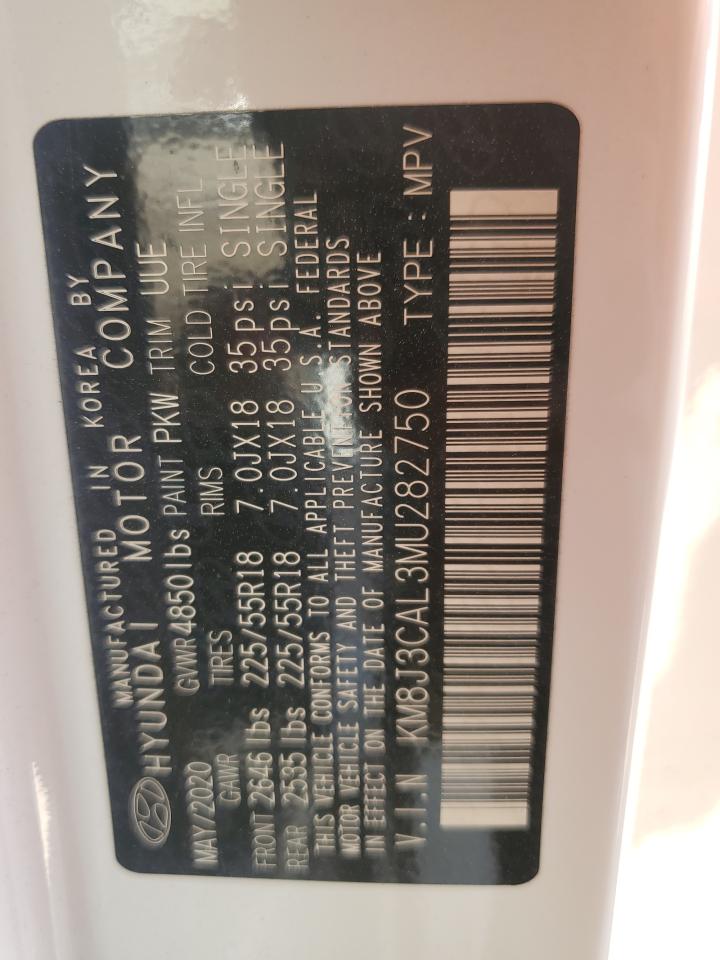 MANUFACTURED IN KOREA BY
HYUNDAI MOTOR COMPANY
MAY/2020 GVWR 4850 lbs PAINT PKW TRIM UUE
GAWR TIRES RIMS COLD TIRE INFL
FRONT 2646 lbs 225/55R18 7.0JX18 35psi SINGLE
REAR 2535 lbs 225/55R18 7.0JX18 35psi SINGLE
THIS VEHICLE CONFORMS TO ALL APPLICABLE U.S.A. FEDERAL
MOTOR VEHICLE SAFETY AND THEFT PREVENTION STANDARDS
IN EFFECT ON THE DATE OF MANUFACTURE SHOWN ABOVE
V.I.N KM8J3CAL3MU282750 TYPE : MPV